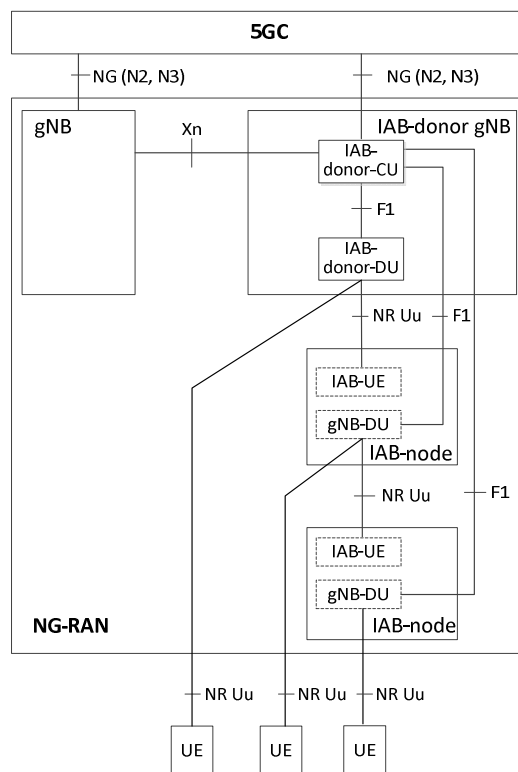 5GC
NG (N2, N3)
NG (N2, N3)
gNB
Xn
IAB-donor gNB
IAB-
donor-CU
F1
IAB-
donor-DU
NR Uu
F1
IAB-UE
gNB-DU
IAB-node
NR Uu
F1
IAB-UE
gNB-DU
IAB-node
NG-RAN
NR Uu
NR Uu
NR Uu
UE
UE
UE